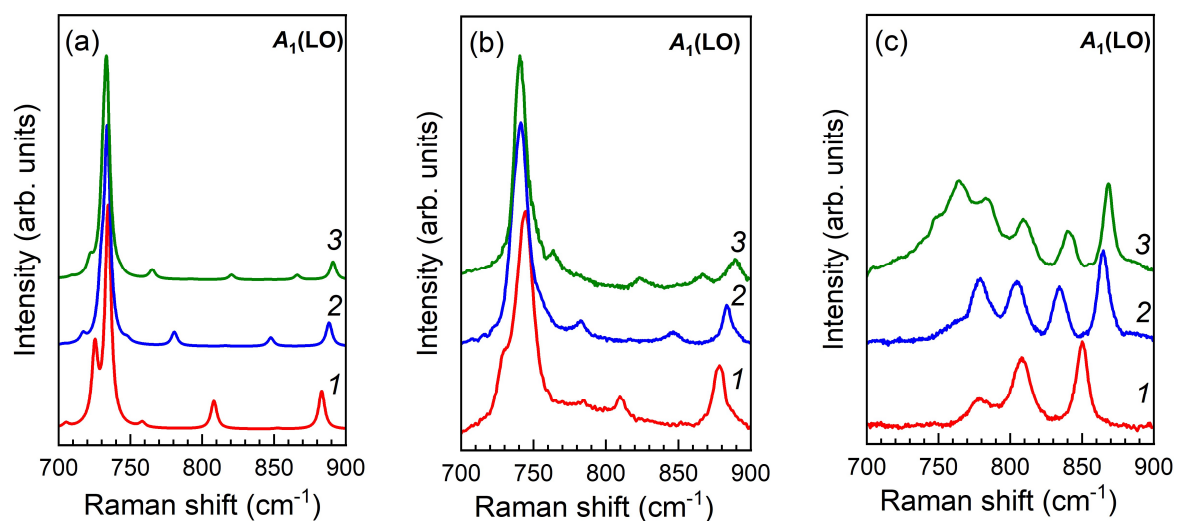 (a)
A₁(LO)
Intensity (arb. units)
3
2
1
700 750 800 850 900
Raman shift (cm⁻¹)
(b)
A₁(LO)
Intensity (arb. units)
3
2
1
700 750 800 850 900
Raman shift (cm⁻¹)
(c)
A₁(LO)
Intensity (arb. units)
3
2
1
700 750 800 850 900
Raman shift (cm⁻¹)